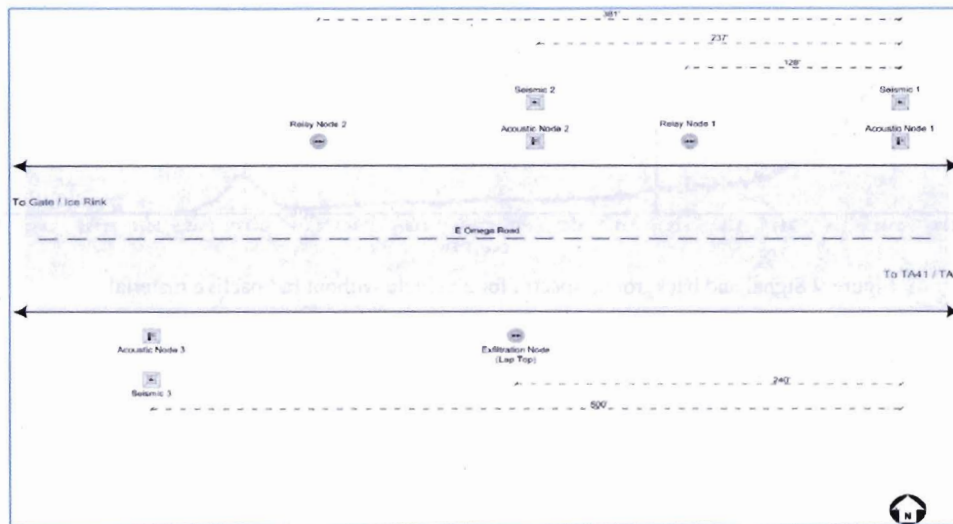 381'
237'
128'
Seismic 2
Seismic 1
Relay Node 2
Acoustic Node 2
Relay Node 1
Acoustic Node 1
To Gate / Ice Rink
E Omega Road
To TA41 / TA
Acoustic Node 3
Exfiltration Node
(Lap Top)
Seismic 3
240'
500'
N